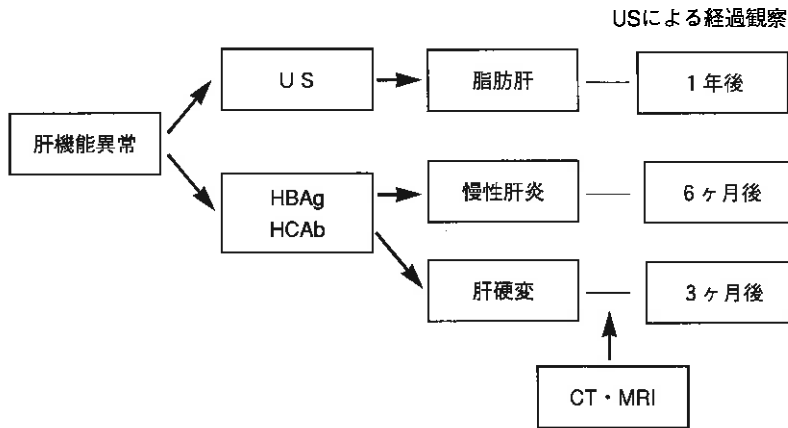 USによる経過観察
US
脂肪肝
1年後
肝機能異常
HBAg
HCAb
慢性肝炎
6ヶ月後
肝硬変
3ヶ月後
CT・MRI